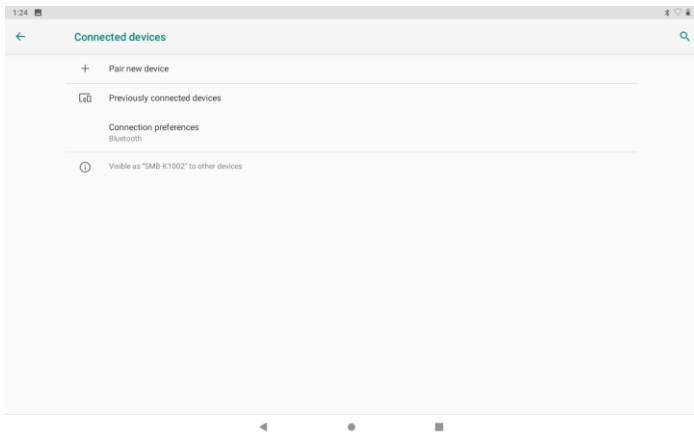 1:24
Connected devices
Pair new device
Previously connected devices
Connection preferences
Bluetooth
Visible as "SMB-K1002" to other devices